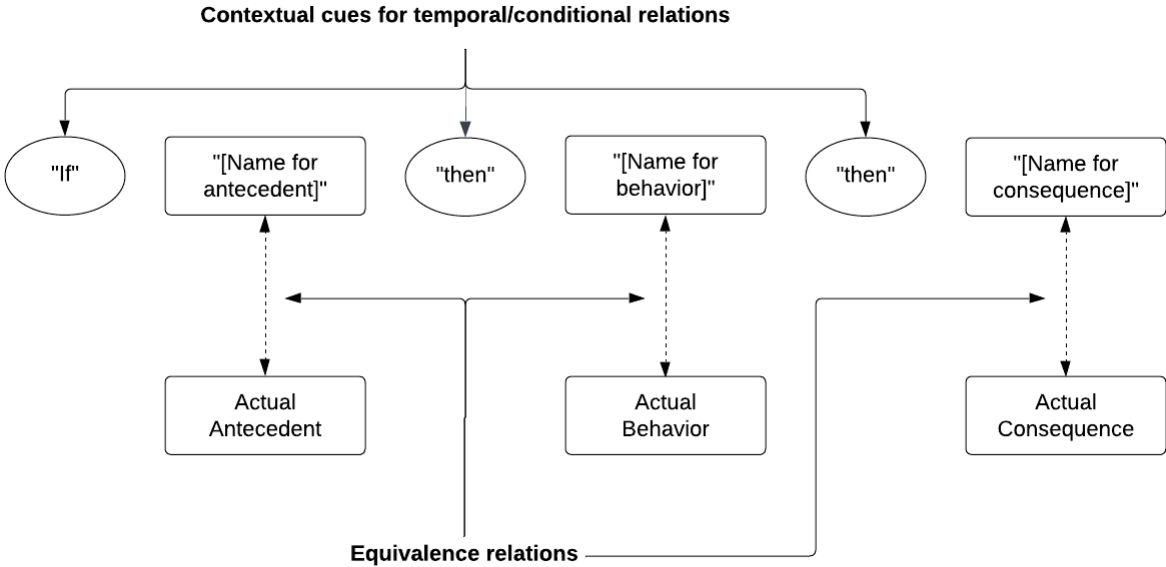 Contextual cues for temporal/conditional relations
"If"
"[Name for
antecedent]"
"then"
"[Name for
behavior]"
"then"
"[Name for
consequence]"
Actual
Antecedent
Actual
Behavior
Actual
Consequence
Equivalence relations